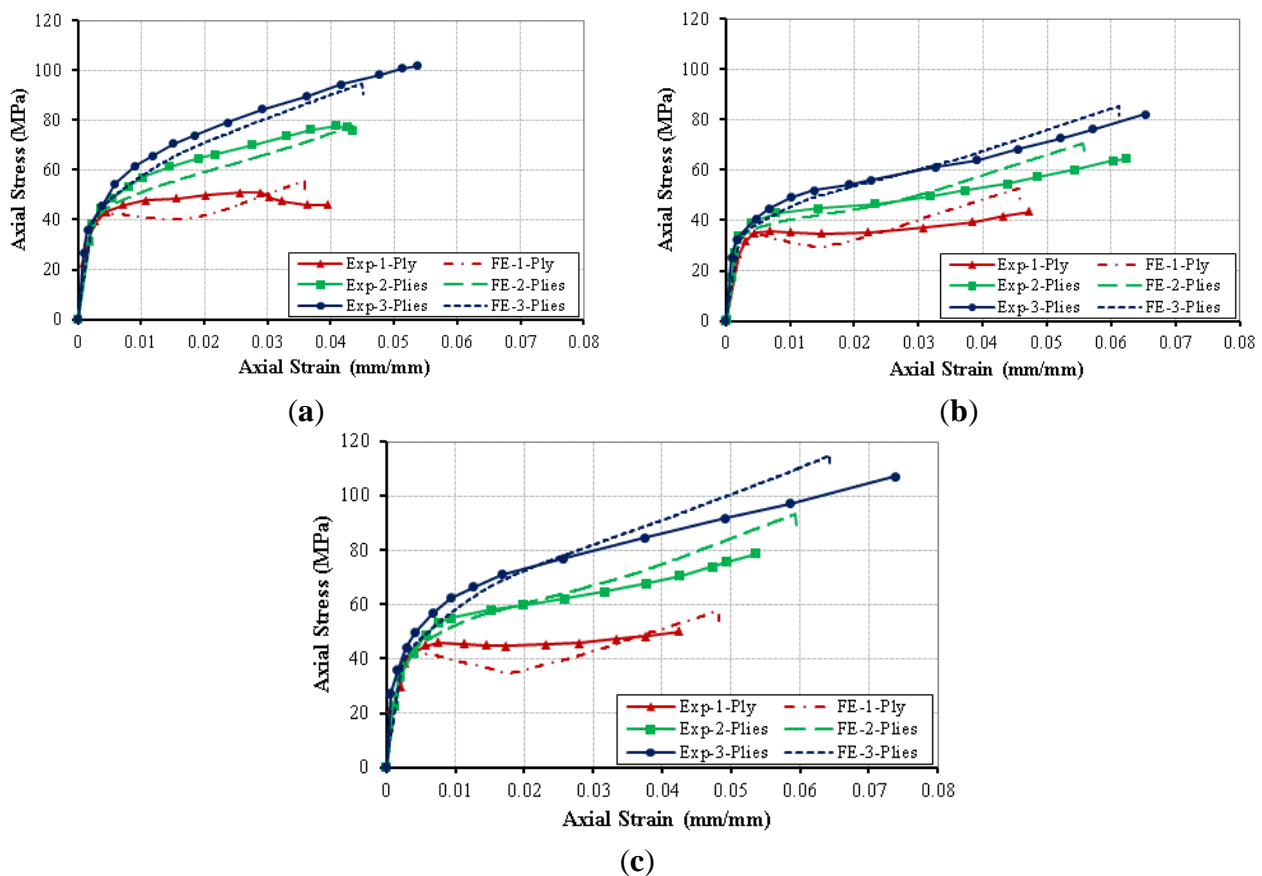 120
100
80
60
40
20
0
Axial Stress (MPa)
0 0.01 0.02 0.03 0.04 0.05 0.06 0.07 0.08
Axial Strain (mm/mm)
Exp-1-Ply FE-1-Ply
Exp-2-Plies FE-2-Plies
Exp-3-Plies FE-3-Plies
(a)
120
100
80
60
40
20
0
Axial Stress (MPa)
0 0.01 0.02 0.03 0.04 0.05 0.06 0.07 0.08
Axial Strain (mm/mm)
Exp-1-Ply FE-1-Ply
Exp-2-Plies FE-2-Plies
Exp-3-Plies FE-3-Plies
(b)
120
100
80
60
40
20
0
Axial Stress (MPa)
0 0.01 0.02 0.03 0.04 0.05 0.06 0.07 0.08
Axial Strain (mm/mm)
Exp-1-Ply FE-1-Ply
Exp-2-Plies FE-2-Plies
Exp-3-Plies FE-3-Plies
(c)